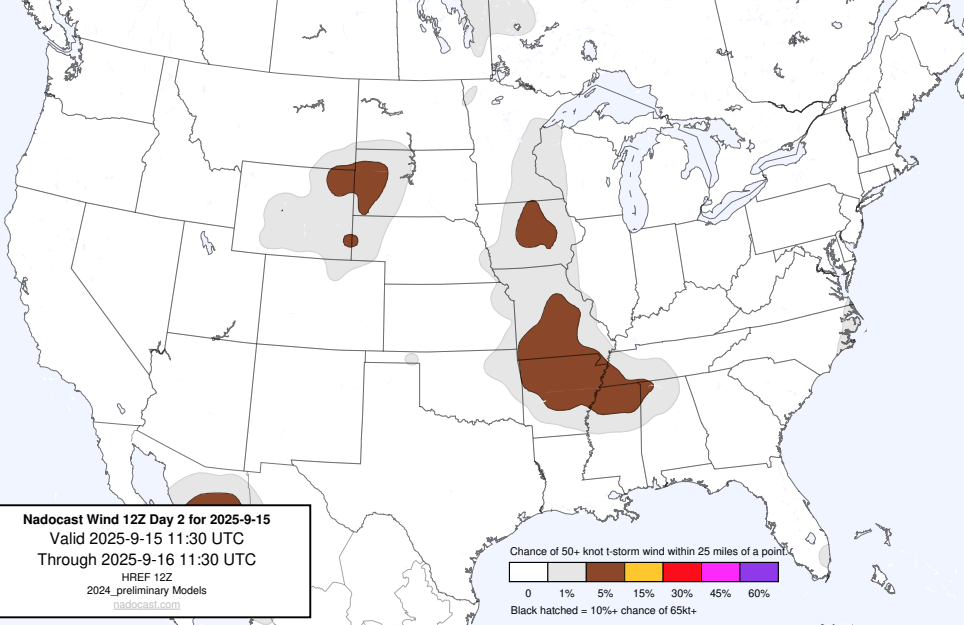 Nadocast Wind 12Z Day 2 for 2025-9-15
Valid 2025-9-15 11:30 UTC
Through 2025-9-16 11:30 UTC
HREF 12Z
2024_preliminary Models
nadocast.com
Chance of 50+ knot t-storm wind within 25 miles of a point.
0 1% 5% 15% 30% 45% 60%
Black hatched = 10%+ chance of 65kt+